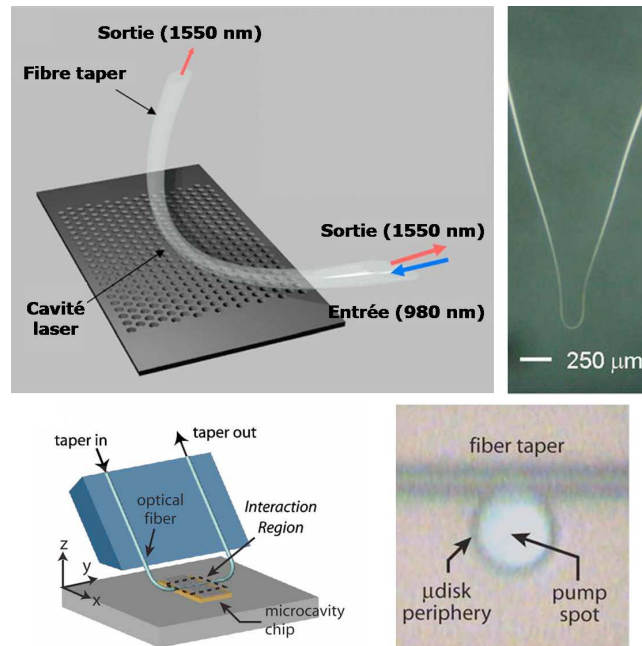 Sortie (1550 nm)
Fibre taper
Sortie (1550 nm)
Cavité
laser
Entrée (980 nm)
250 µm
taper in
taper out
optical
fiber
Interaction
Region
z
y
x
microcavity
chip
fiber taper
µdisk
periphery
pump
spot